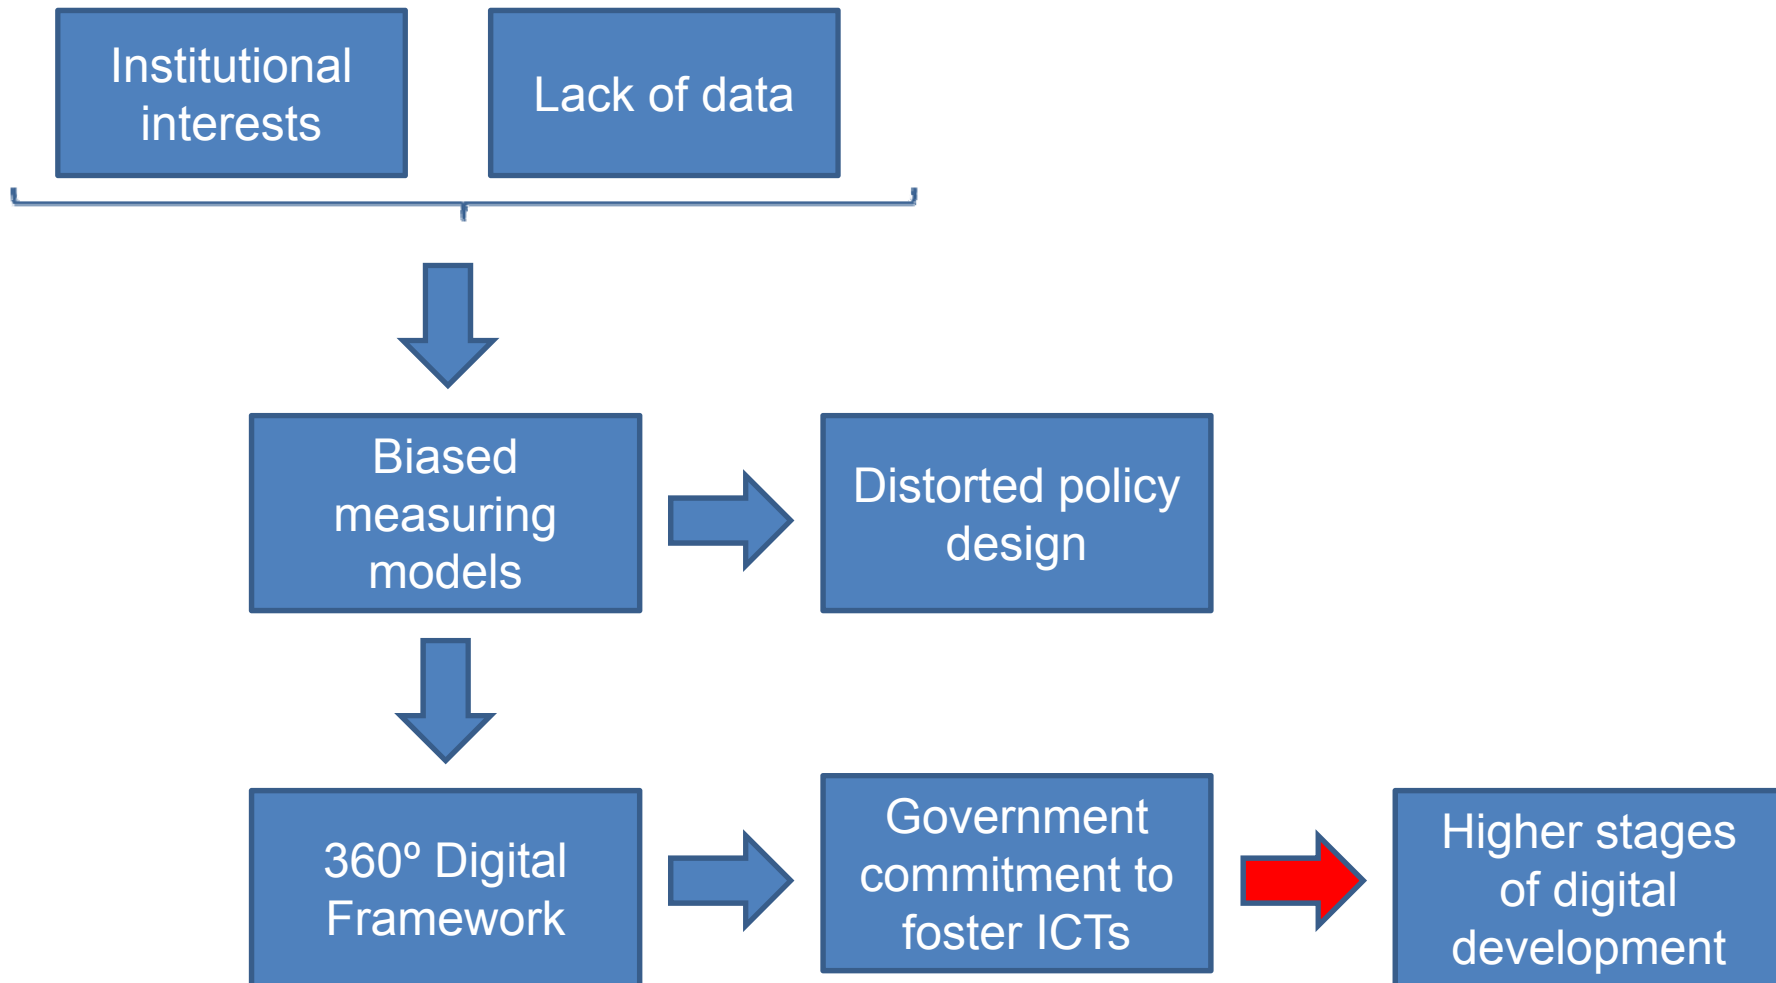 Institutional
interests
Lack of data
Biased
measuring
models
Distorted policy
design
360º Digital
Framework
Government
commitment to
foster ICTs
Higher stages
of digital
development